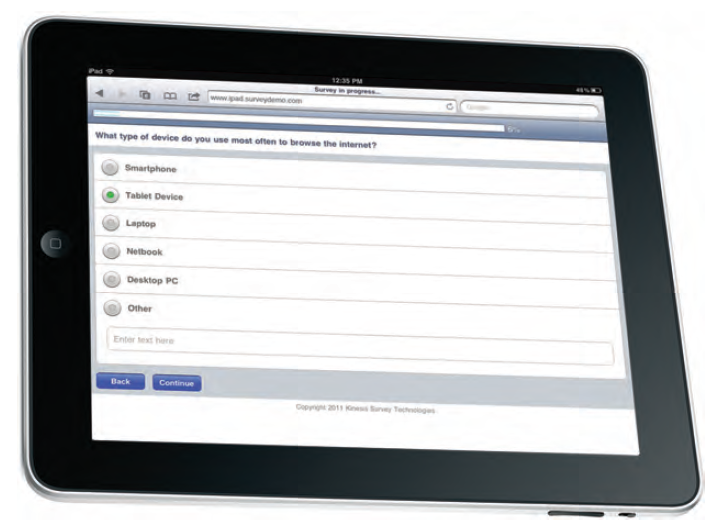 iPad
12:35 PM
46%
Survey in progress...
www.ipad.surveydemo.com
Google
5%
What type of device do you use most often to browse the internet?
Smartphone
Tablet Device
Laptop
Netbook
Desktop PC
Other
Enter text here
Back Continue
Copyright 2011 Kinesis Survey Technologies